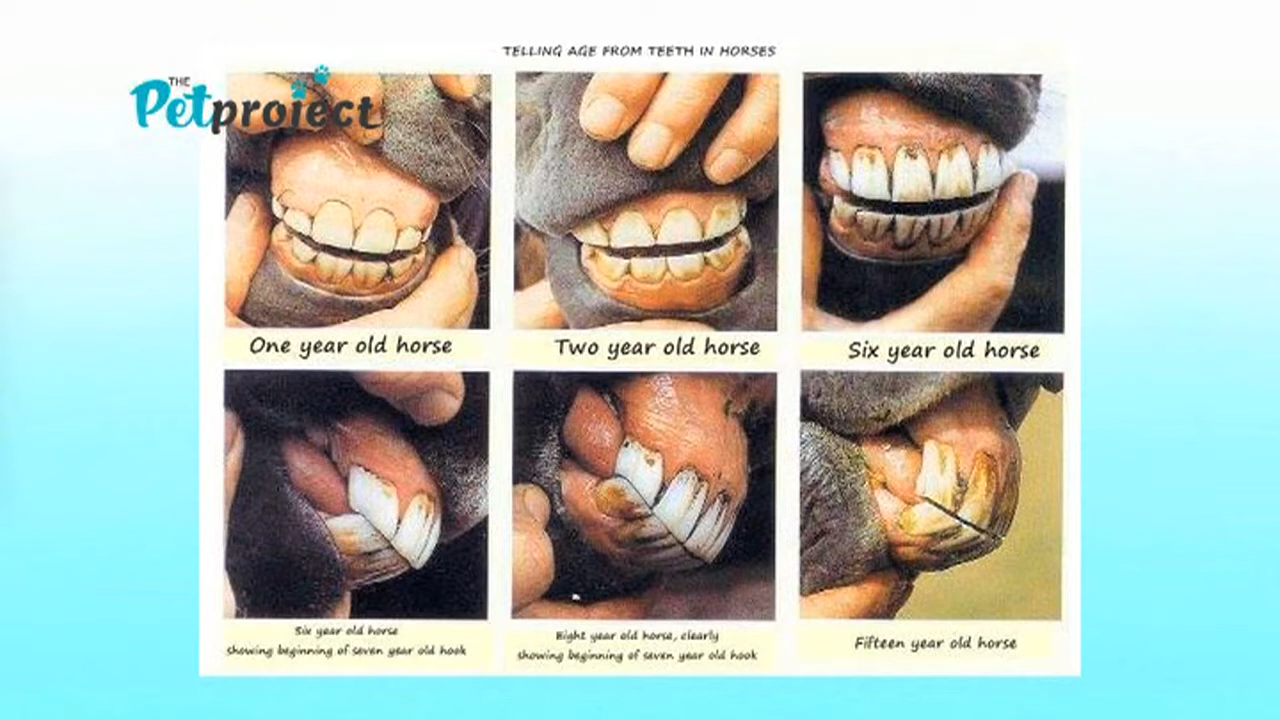 TELLING AGE FROM TEETH IN HORSES
THE
Petproject
One year old horse
Two year old horse
Six year old horse
Six year old horse
showing beginning of seven year old hook
Eight year old horse, clearly
showing beginning of seven year old hook
Fifteen year old horse